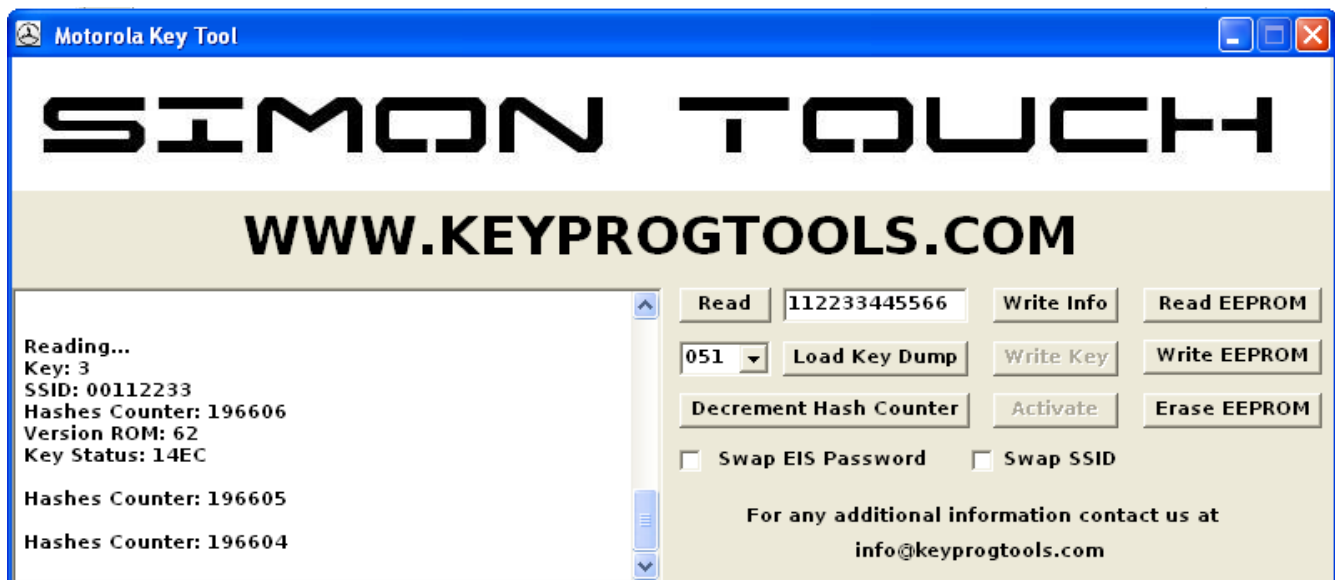 Motorola Key Tool
SIMON TOUCH
WWW.KEYPROGTOOLS.COM
Reading...
Key: 3
SSID: 00112233
Hashes Counter: 196606
Version ROM: 62
Key Status: 14EC
Hashes Counter: 196605
Hashes Counter: 196604
Read 112233445566 Write Info Read EEPROM
051 Load Key Dump Write Key Write EEPROM
Decrement Hash Counter Activate Erase EEPROM
Swap EIS Password Swap SSID
For any additional information contact us at
info@keyprogtools.com